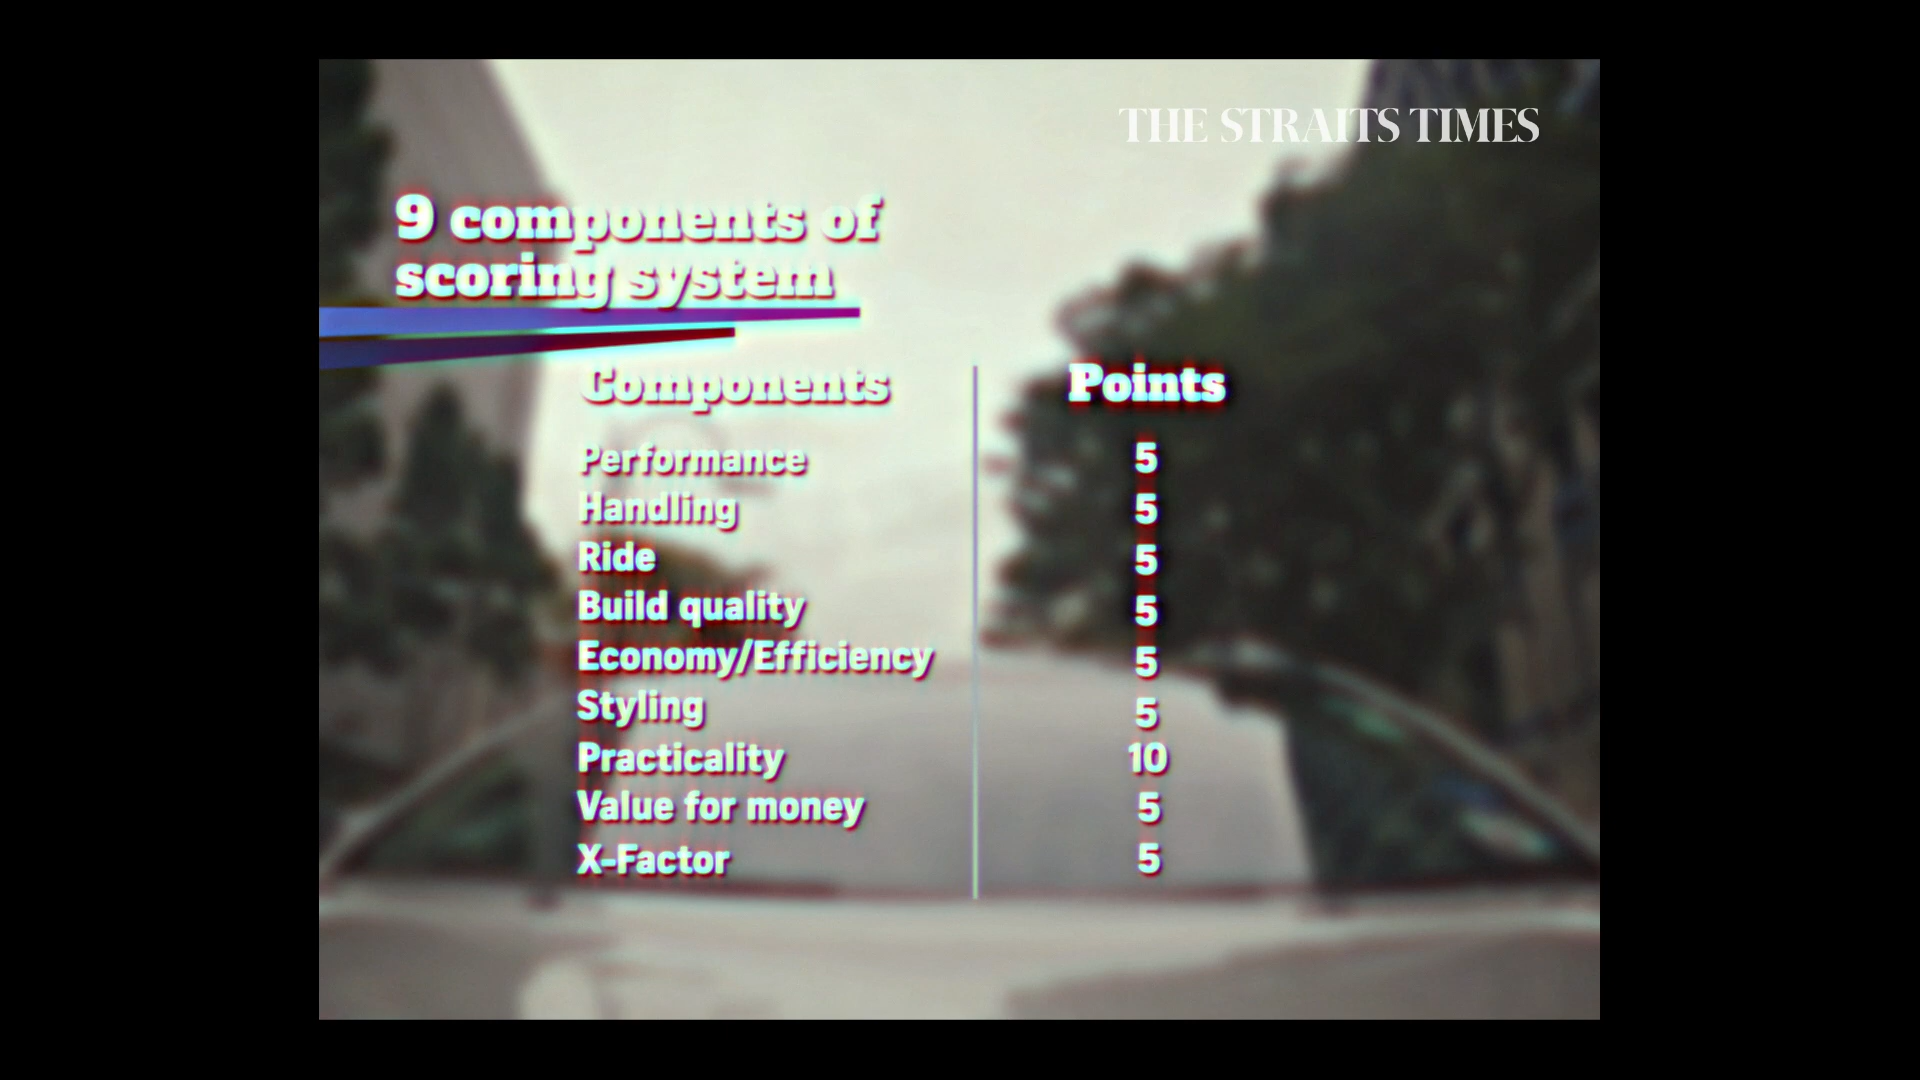 THE STRAITS TIMES
9 components of
scoring system
Components Points
Performance 5
Handling 5
Ride 5
Build quality 5
Economy/Efficiency 5
Styling 5
Practicality 10
Value for money 5
X-Factor 5